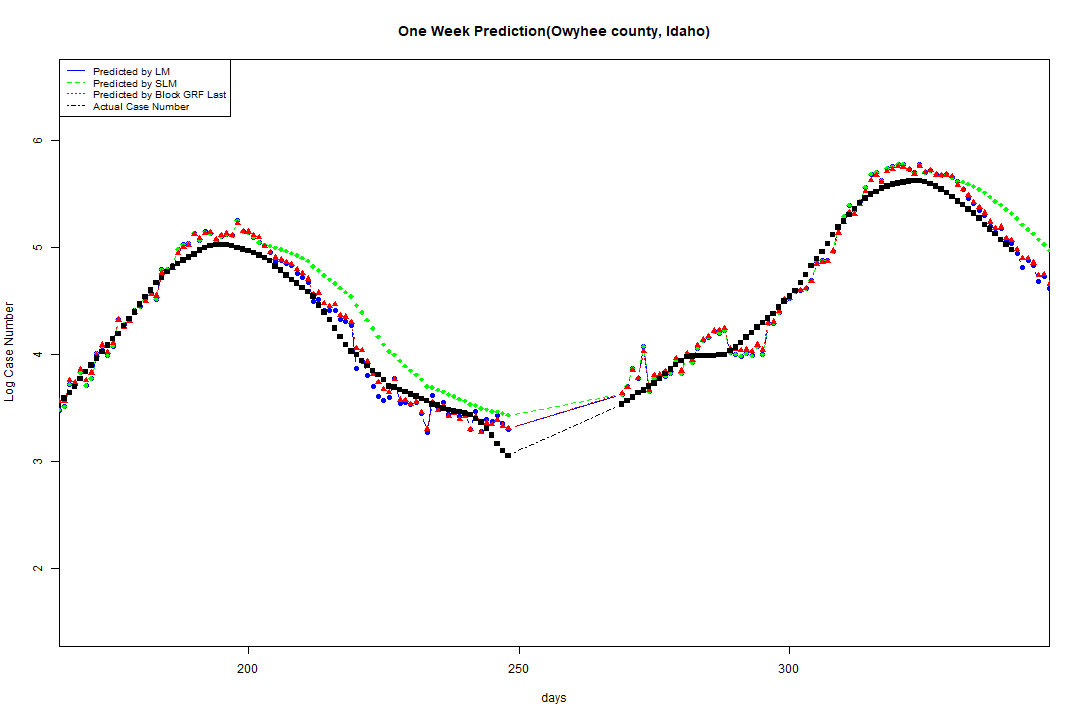 One Week Prediction(Owyhee county, Idaho)
Predicted by LM
Predicted by SLM
Predicted by Block GRF Last
Actual Case Number
6
5
4
3
2
Log Case Number
200
250
300
days